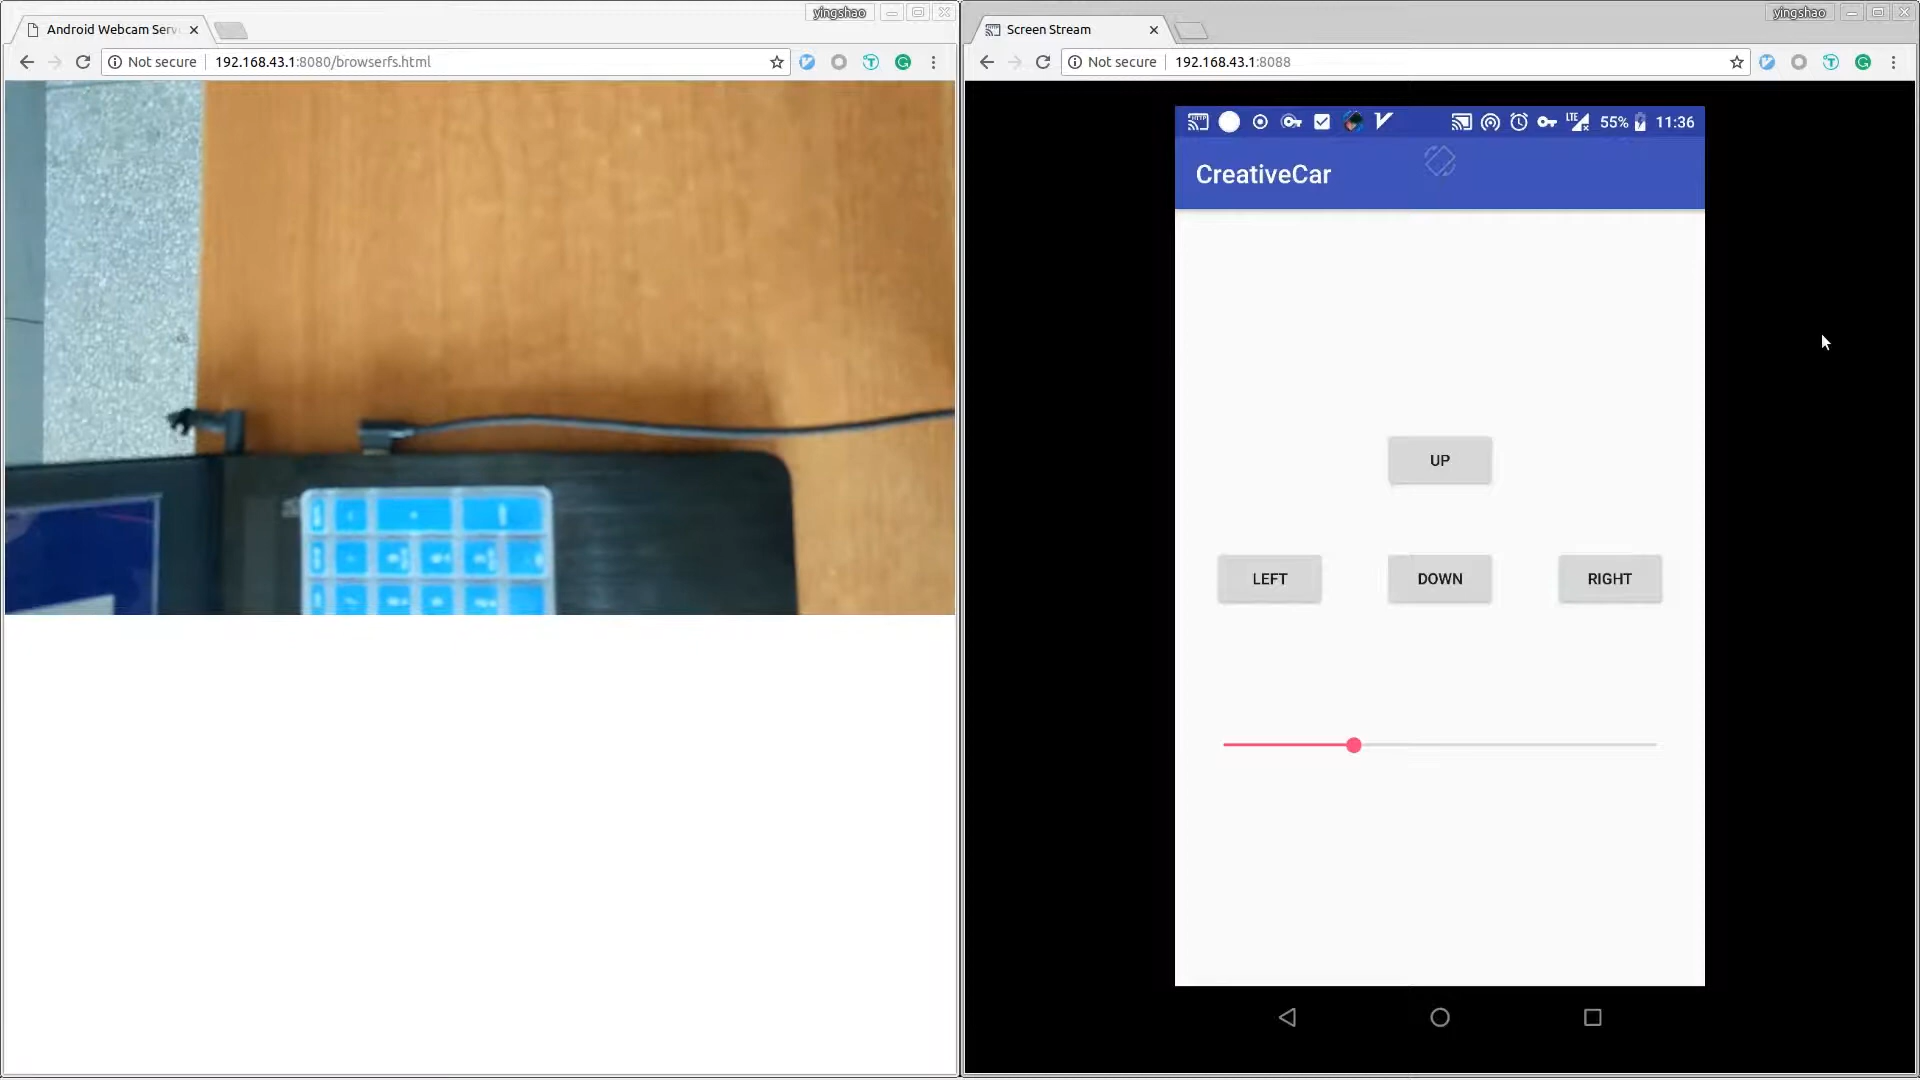 yingshao
Android Webcam Serv
Not secure
192.168.43.1:8080/browserfs.html
yingshao
Screen Stream
Not secure
192.168.43.1:8088
LTE
55%
11:36
CreativeCar
UP
LEFT
DOWN
RIGHT